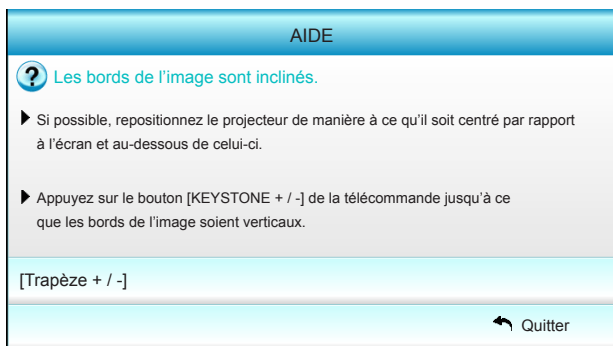 AIDE
? Les bords de l'image sont inclinés.
Si possible, repositionnez le projecteur de manière à ce qu'il soit centré par rapport
à l'écran et au-dessous de celui-ci.
Appuyez sur le bouton [KEYSTONE + / -] de la télécommande jusqu'à ce
que les bords de l'image soient verticaux.
[Trapèze + / -]
Quitter